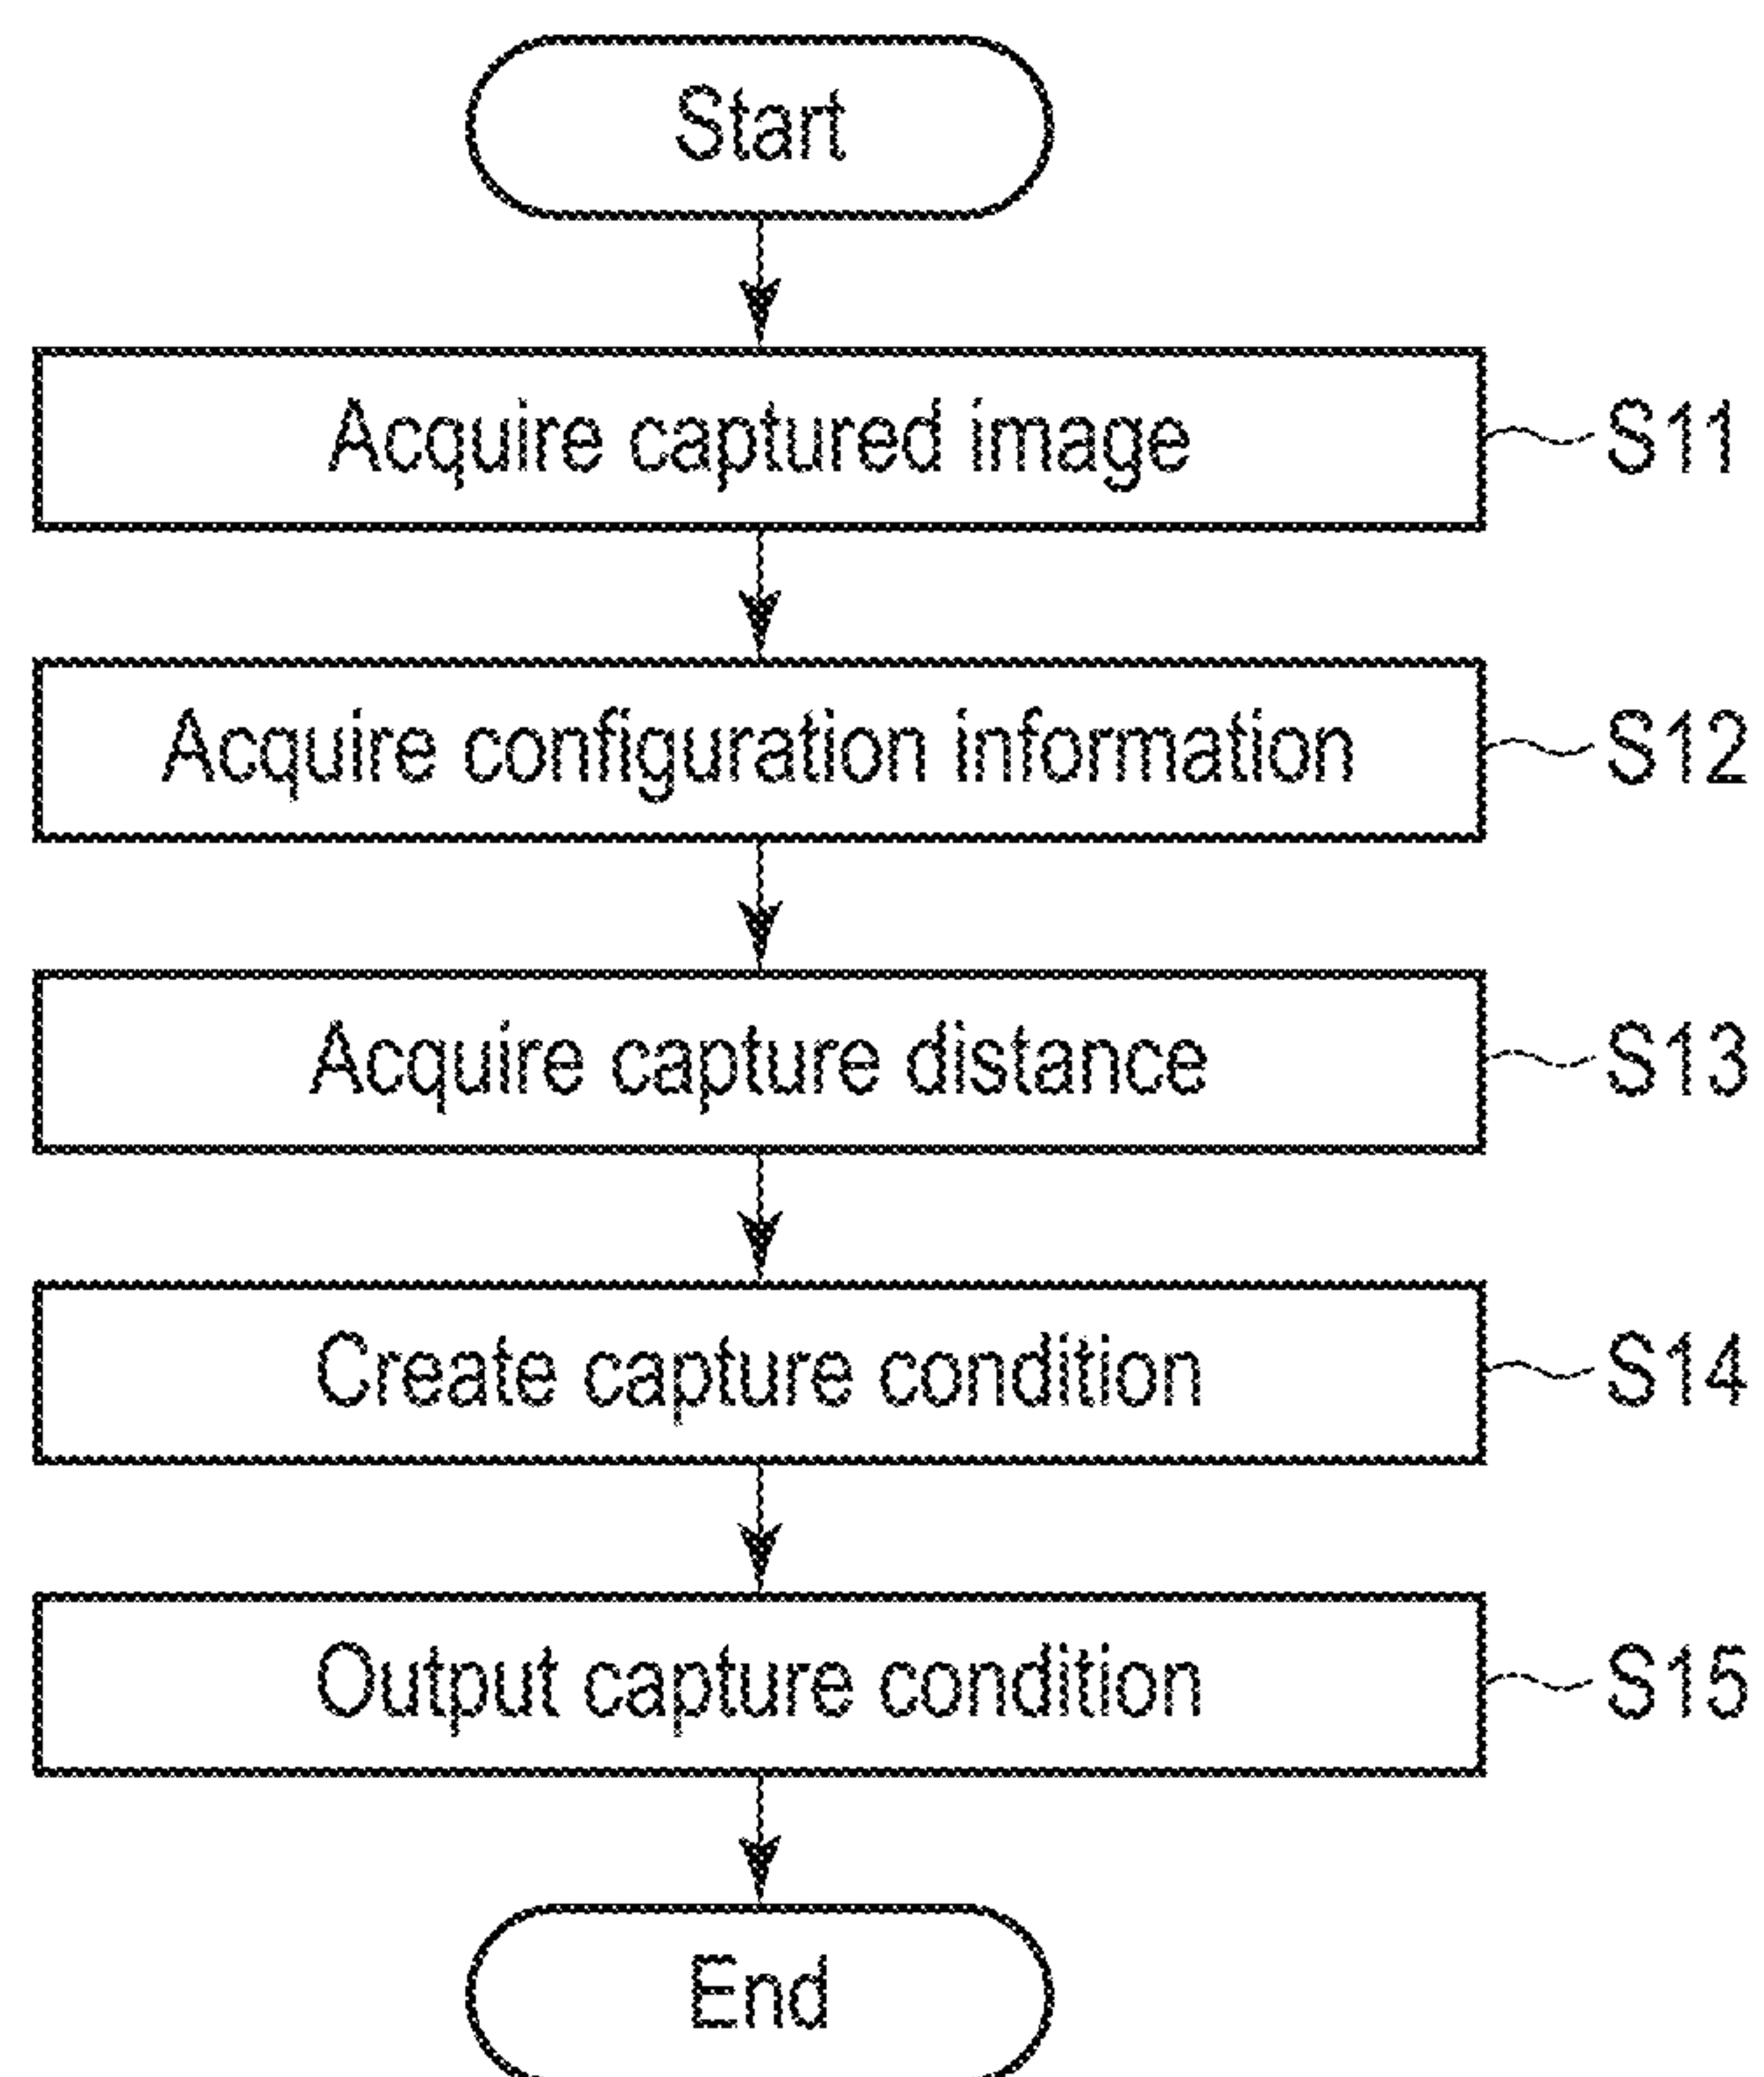 Start
Acquire captured image S11
Acquire configuration information S12
Acquire capture distance S13
Create capture condition S14
Output capture condition S15
End